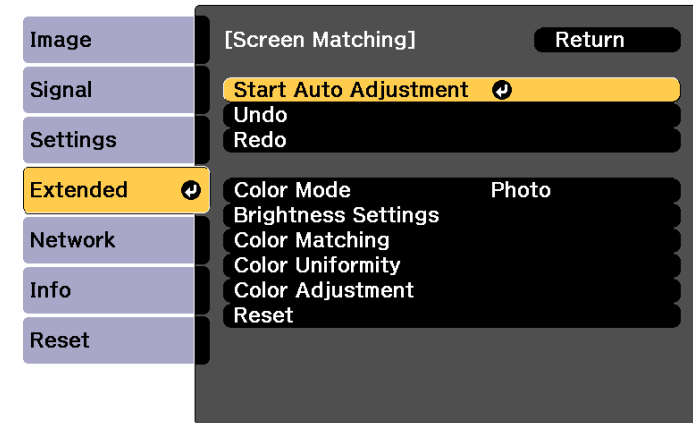 Image
Signal
Settings
Extended
Network
Info
Reset
[Screen Matching] Return
Start Auto Adjustment
Undo
Redo
Color Mode Photo
Brightness Settings
Color Matching
Color Uniformity
Color Adjustment
Reset